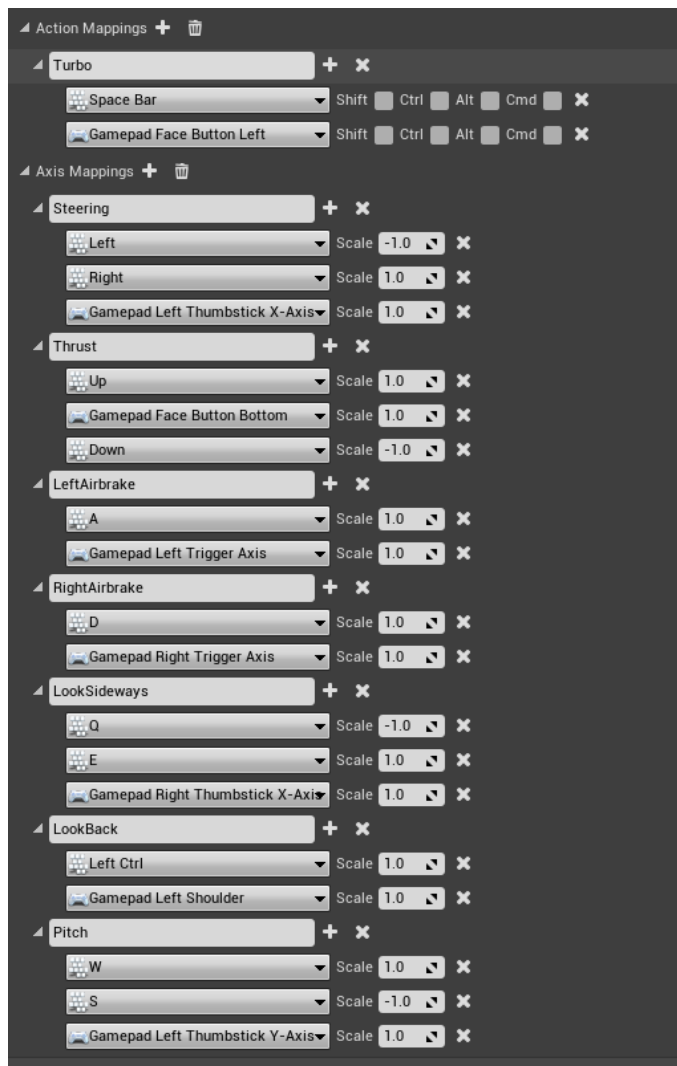 Action Mappings
Turbo
Space Bar Shift Ctrl Alt Cmd
Gamepad Face Button Left Shift Ctrl Alt Cmd
Axis Mappings
Steering
Left Scale -1.0
Right Scale 1.0
Gamepad Left Thumbstick X-Axis Scale 1.0
Thrust
Up Scale 1.0
Gamepad Face Button Bottom Scale 1.0
Down Scale -1.0
LeftAirbrake
A Scale 1.0
Gamepad Left Trigger Axis Scale 1.0
RightAirbrake
D Scale 1.0
Gamepad Right Trigger Axis Scale 1.0
LookSideways
Q Scale -1.0
E Scale 1.0
Gamepad Right Thumbstick X-Axis Scale 1.0
LookBack
Left Ctrl Scale 1.0
Gamepad Left Shoulder Scale 1.0
Pitch
W Scale 1.0
S Scale -1.0
Gamepad Left Thumbstick Y-Axis Scale 1.0